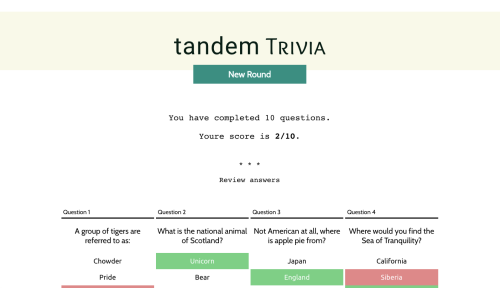 tandem TRIVIA
New Round
You have completed 10 questions.
Youre score is 2/10.
* * *
Review answers
Question 1
A group of tigers are
referred to as:
Chowder
Pride
Question 2
What is the national animal
of Scotland?
Unicorn
Bear
Question 3
Not American at all, where
is apple pie from?
Japan
England
Question 4
Where would you find the
Sea of Tranquility?
California
Siberia